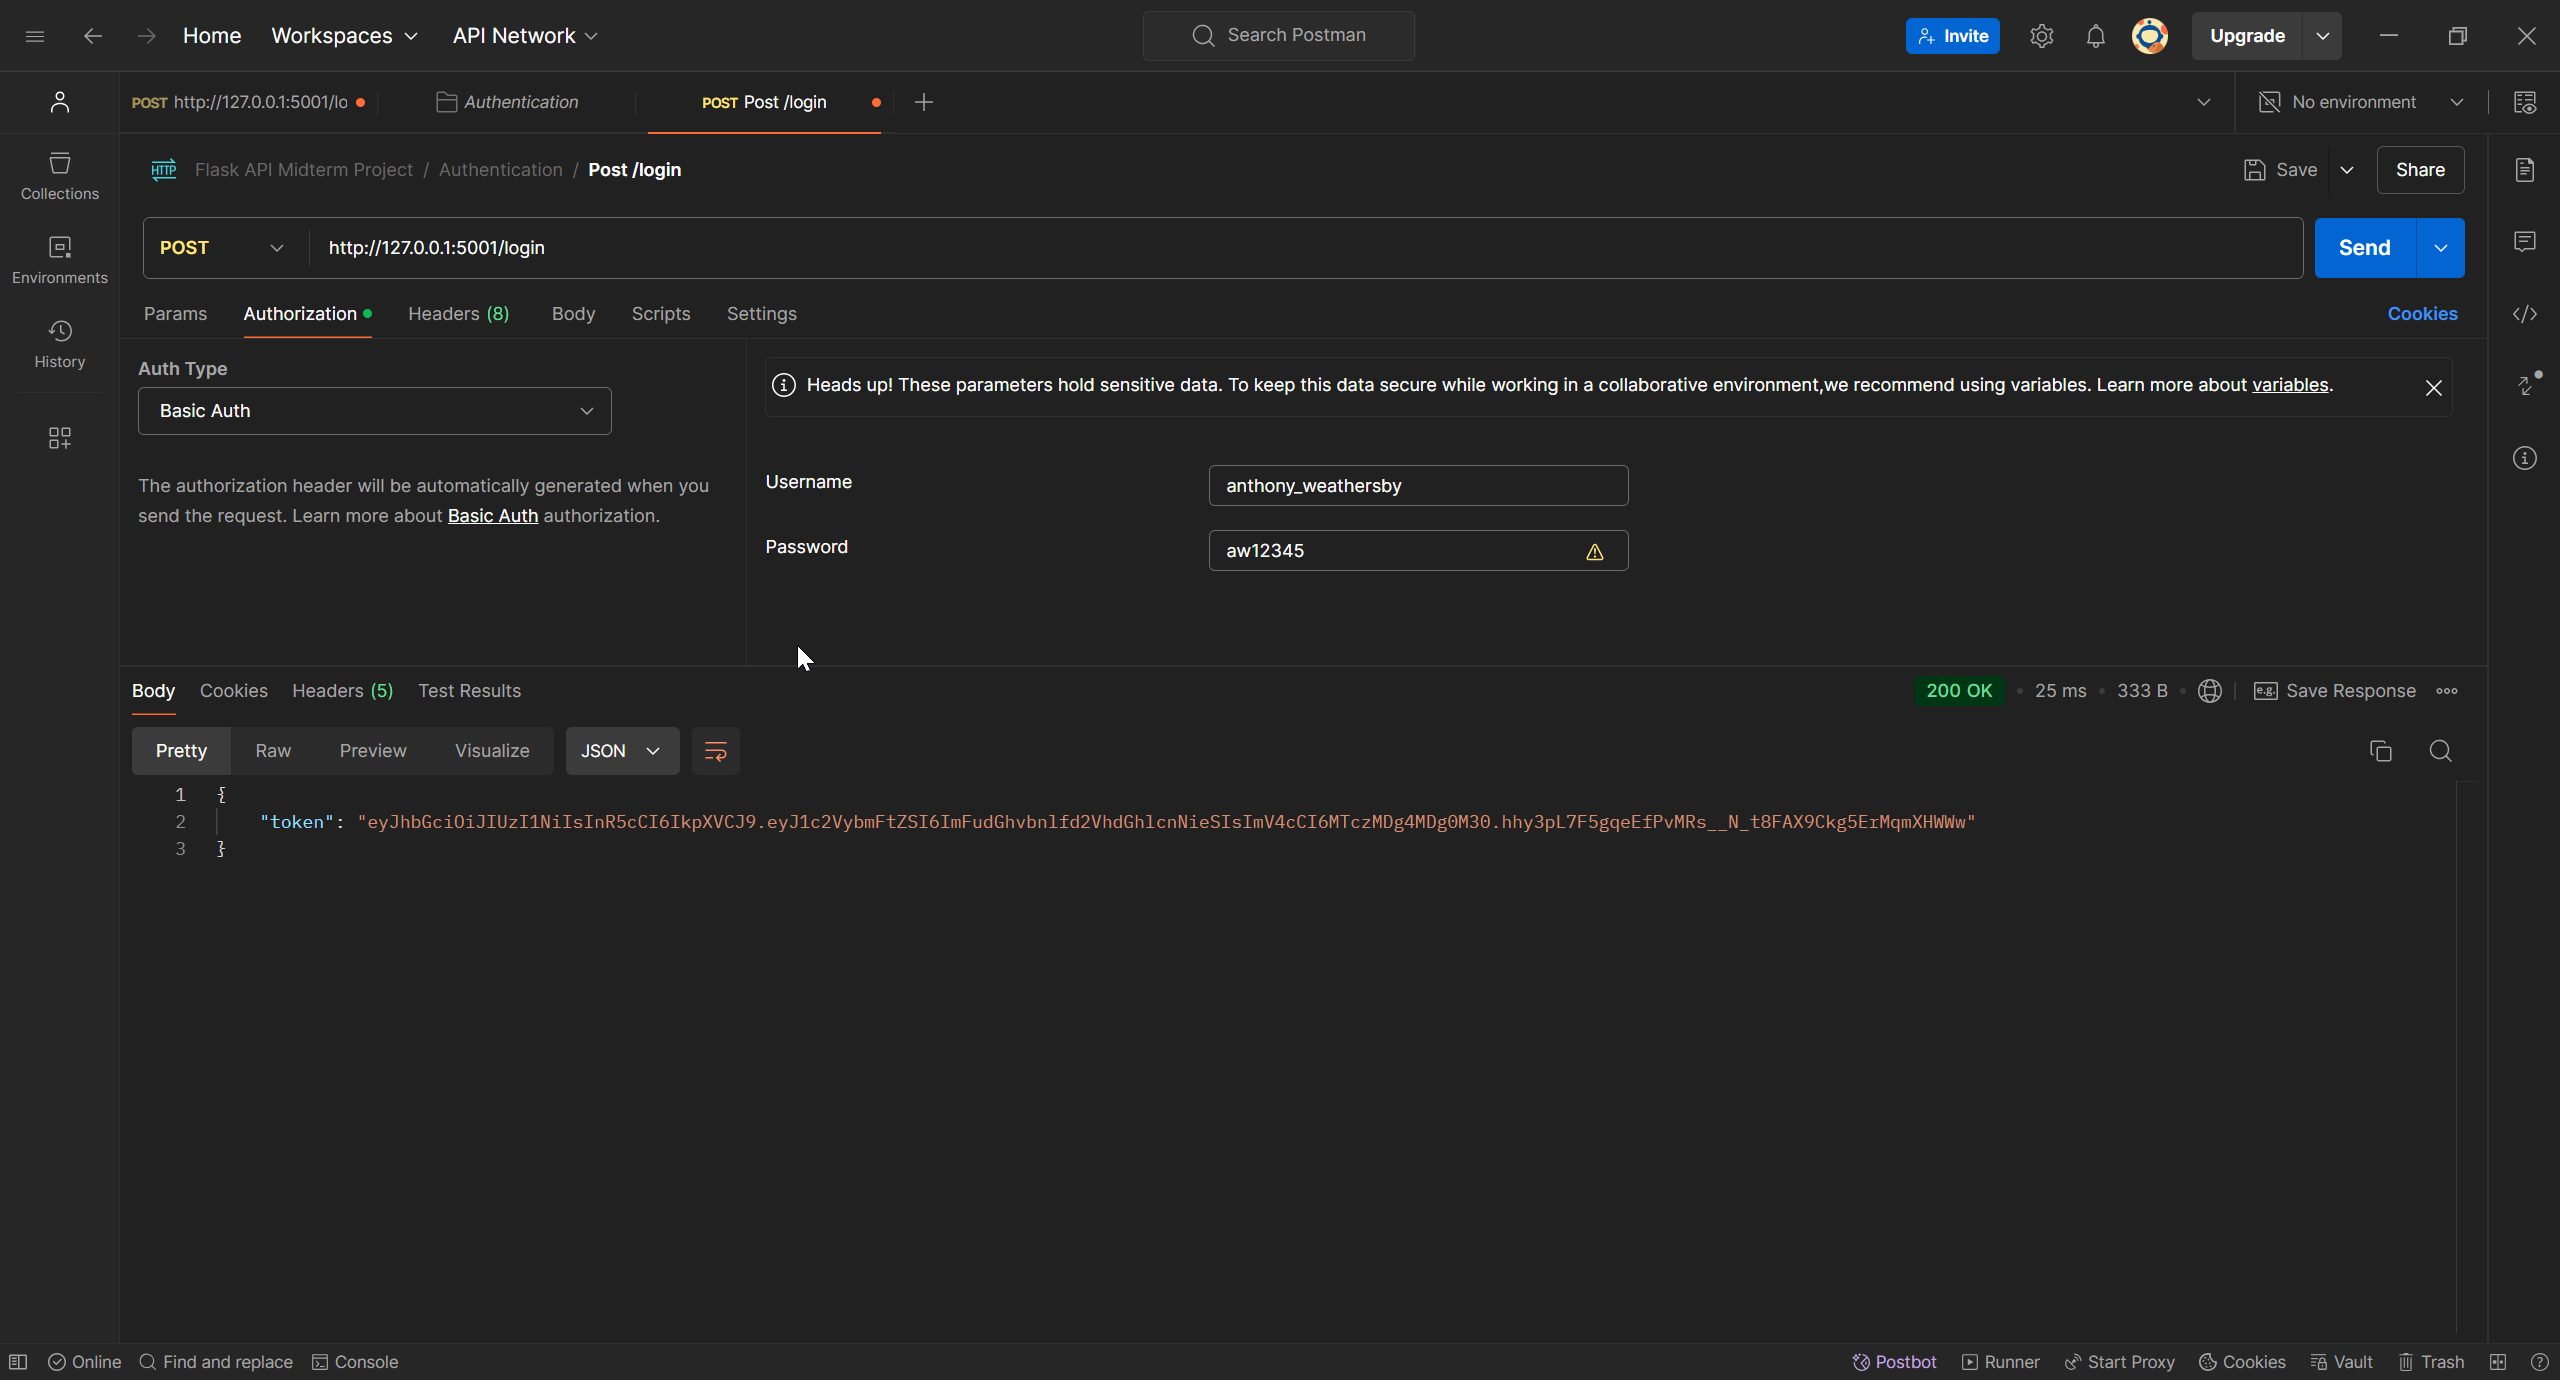 Home Workspaces API Network Search Postman Invite Upgrade
POST http://127.0.0.1:5001/lo Authentication POST Post /login No environment
HTTP Flask API Midterm Project / Authentication / Post /login Save Share
Collections
POST http://127.0.0.1:5001/login Send
Environments
Params Authorization Headers (8) Body Scripts Settings Cookies
History
Auth Type
Basic Auth
Heads up! These parameters hold sensitive data. To keep this data secure while working in a collaborative environment,we recommend using variables. Learn more about variables.
The authorization header will be automatically generated when you
send the request. Learn more about Basic Auth authorization.
Username anthony_weathersby
Password aw12345
Body Cookies Headers (5) Test Results 200 OK 25 ms 333 B e.g. Save Response
Pretty Raw Preview Visualize JSON
1 {
2 "token": "eyJhbGciOiJIUzI1NiIsInR5cCI6IkpXVCJ9.eyJ1c2VybmFtZSI6ImFudGhvbnlfd2VhdGhlcnNieSIsImV4cCI6MTczMDg4MDg0M30.hhy3pL7F5gqeEfPvMRs__N_t8FAX9Ckg5ErMqmXHWWw"
3 }
Online Find and replace Console Postbot Runner Start Proxy Cookies Vault Trash